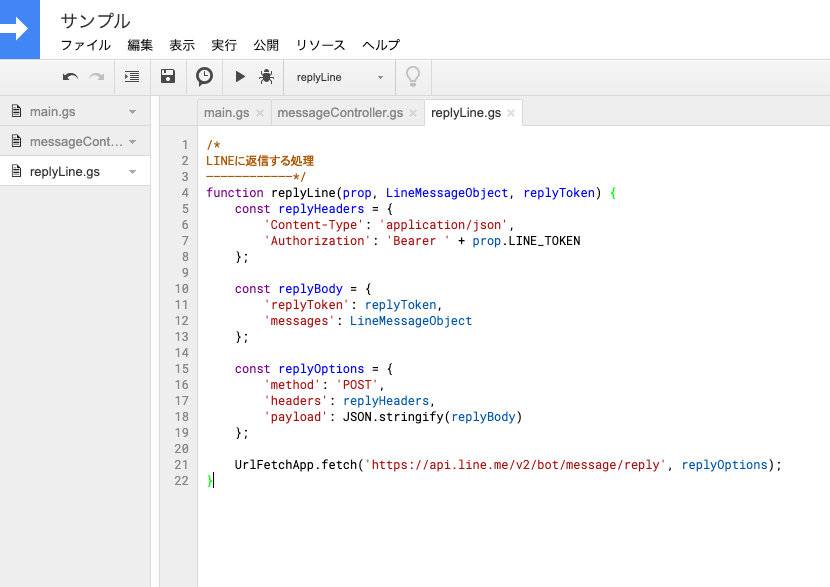 サンプル
ファイル 編集 表示 実行 公開 リソース ヘルプ
replyLine
main.gs
messageCont...
replyLine.gs
main.gs × messageController.gs × replyLine.gs ×
1 /*
2 LINEに返信する処理
3 ————————————*/
4 function replyLine(prop, LineMessageObject, replyToken) {
5     const replyHeaders = {
6         'Content-Type': 'application/json',
7         'Authorization': 'Bearer ' + prop.LINE_TOKEN
8     };
9
10     const replyBody = {
11         'replyToken': replyToken,
12         'messages': LineMessageObject
13     };
14
15     const replyOptions = {
16         'method': 'POST',
17         'headers': replyHeaders,
18         'payload': JSON.stringify(replyBody)
19     };
20
21     UrlFetchApp.fetch('https://api.line.me/v2/bot/message/reply', replyOptions);
22 }